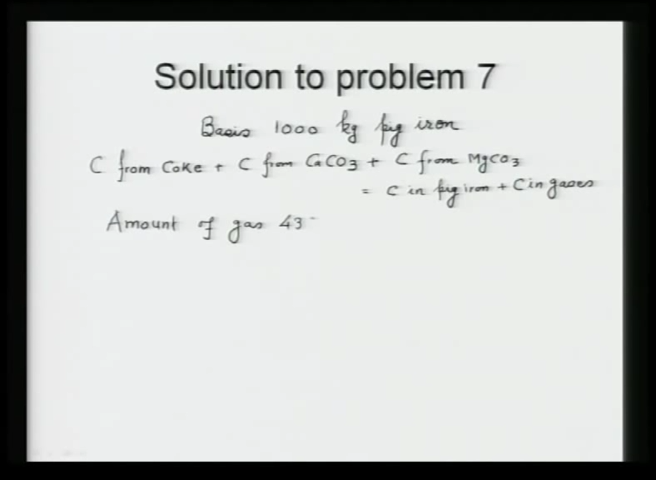 Solution to problem 7
Basis 1000 kg pig iron
C from Coke + C from CaCO3 + C from MgCO3
= C in pig iron + C in gases
Amount of gas 43